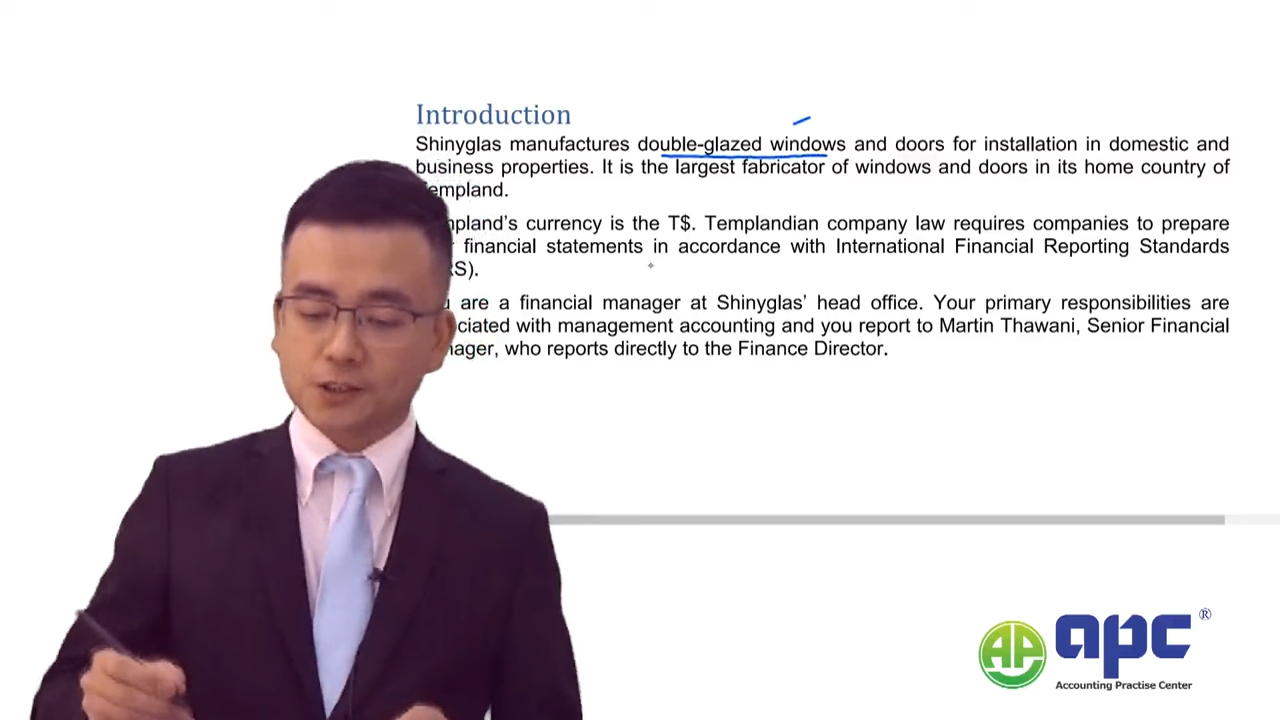 Introduction
Shinyglas manufactures double-glazed windows and doors for installation in domestic and
business properties. It is the largest fabricator of windows and doors in its home country of
empland.
mpland's currency is the T$. Templandian company law requires companies to prepare
financial statements in accordance with International Financial Reporting Standards
RS).
are a financial manager at Shinyglas' head office. Your primary responsibilities are
ciated with management accounting and you report to Martin Thawani, Senior Financial
nager, who reports directly to the Finance Director.
AP apc ®
Accounting Practise Center